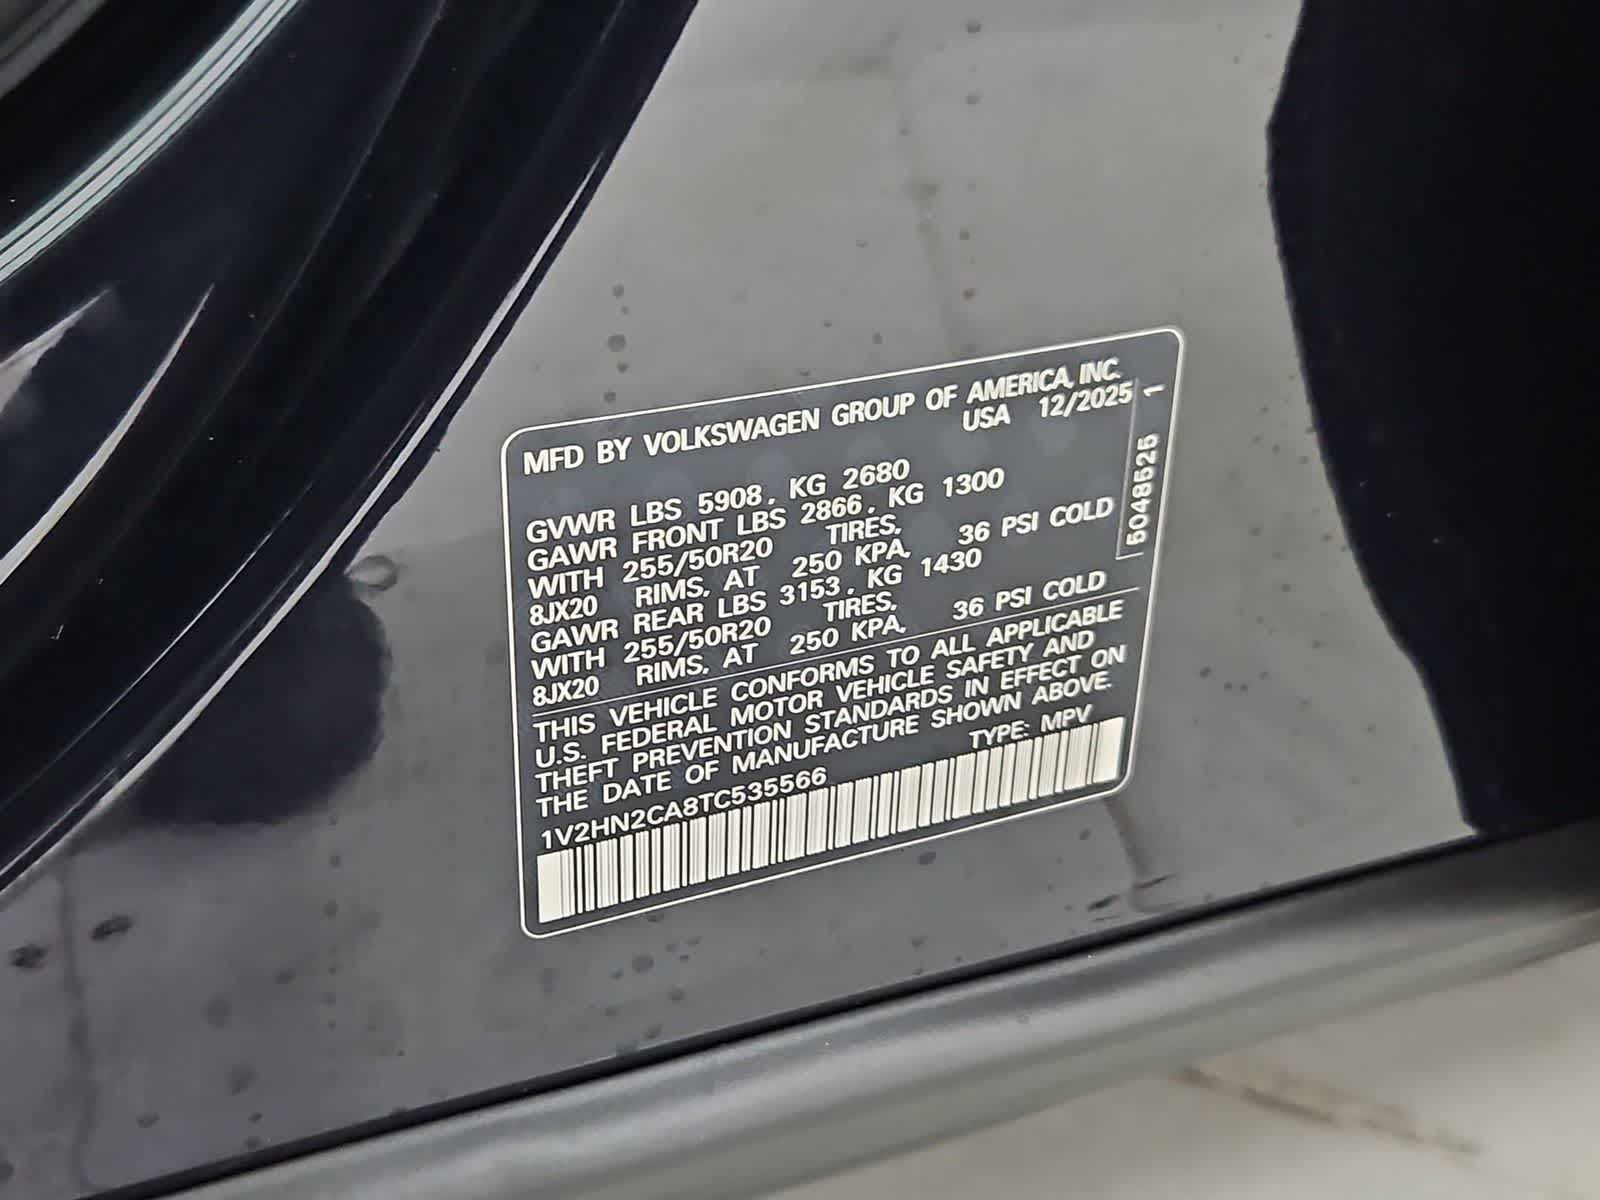 MFD BY VOLKSWAGEN GROUP OF AMERICA, INC.
USA 12/2025
GVWR LBS 5908, KG 2680
GAWR FRONT LBS 2866, KG 1300
WITH 255/50R20 TIRES,
8JX20 RIMS, AT 250 KPA, 36 PSI COLD
GAWR REAR LBS 3153, KG 1430
WITH 255/50R20 TIRES,
8JX20 RIMS, AT 250 KPA, 36 PSI COLD
THIS VEHICLE CONFORMS TO ALL APPLICABLE
U.S. FEDERAL MOTOR VEHICLE SAFETY AND
THEFT PREVENTION STANDARDS IN EFFECT ON
THE DATE OF MANUFACTURE SHOWN ABOVE.
TYPE: MPV
1V2HN2CA8TC535566
5048525 1